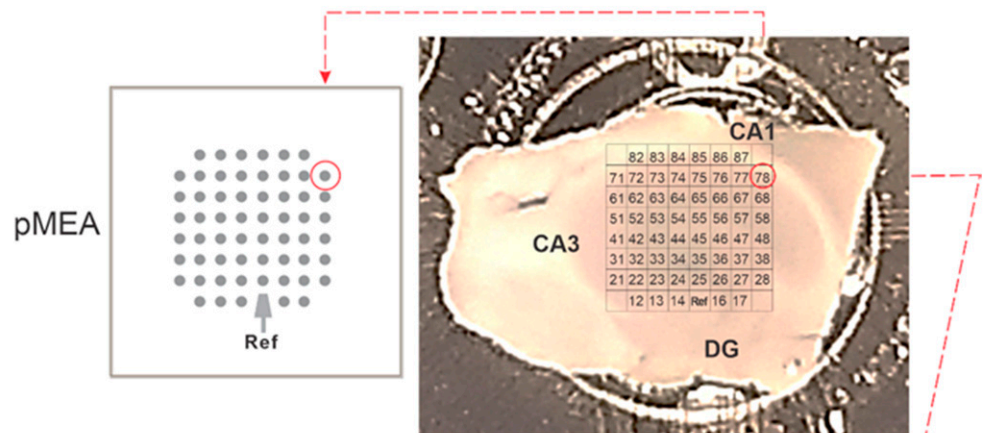 pMEA
Ref
CA1
CA3
DG
82 83 84 85 86 87
71 72 73 74 75 76 77 78
61 62 63 64 65 66 67 68
51 52 53 54 55 56 57 58
41 42 43 44 45 46 47 48
31 32 33 34 35 36 37 38
21 22 23 24 25 26 27 28
12 13 14 Ref 16 17